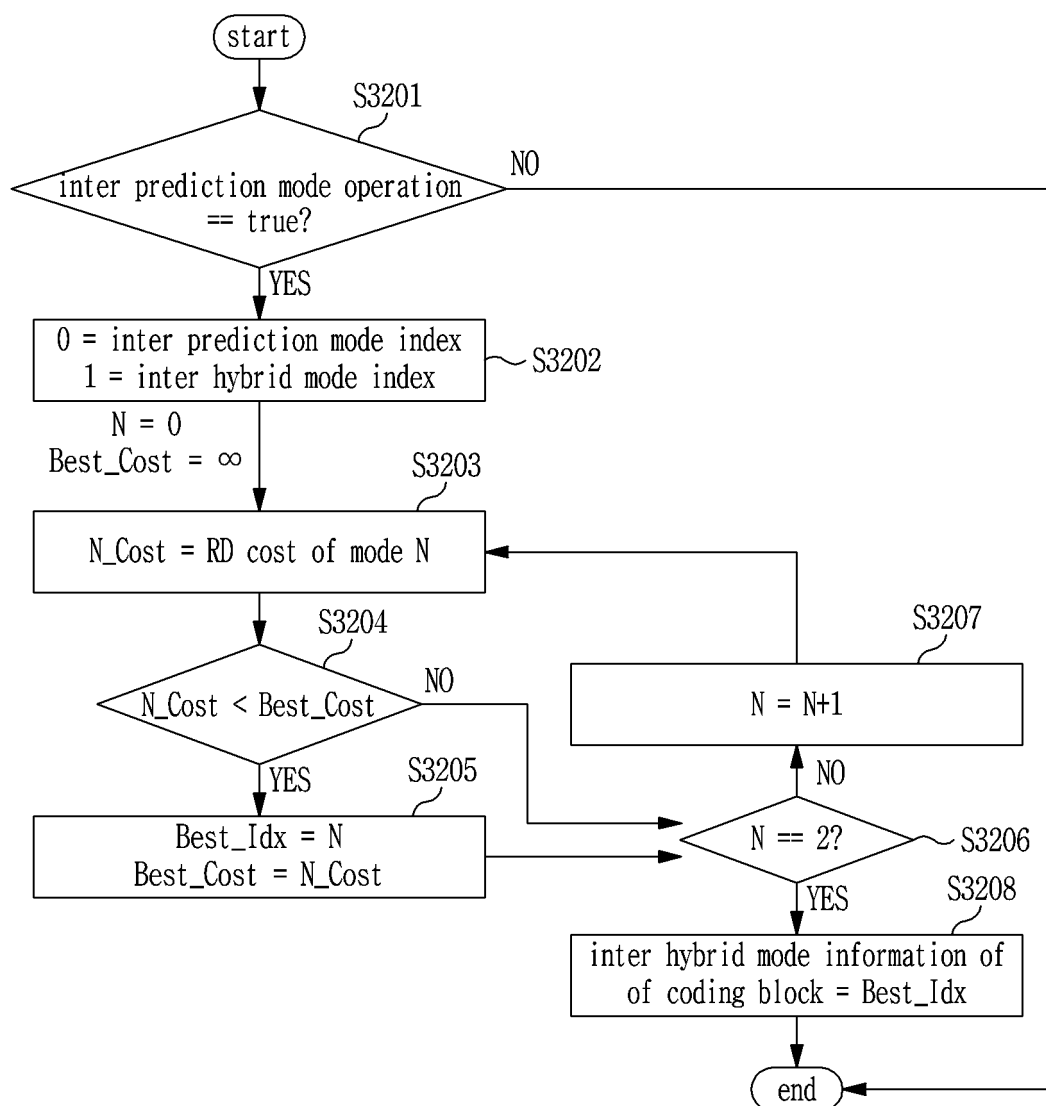 start
S3201
inter prediction mode operation
== true?
NO
YES
0 = inter prediction mode index
1 = inter hybrid mode index
S3202
N = 0
Best_Cost = ∞
S3203
N_Cost = RD cost of mode N
S3204
N_Cost < Best_Cost
NO
YES
S3205
Best_Idx = N
Best_Cost = N_Cost
S3207
N = N+1
NO
N == 2?
S3206
YES
S3208
inter hybrid mode information of
of coding block = Best_Idx
end